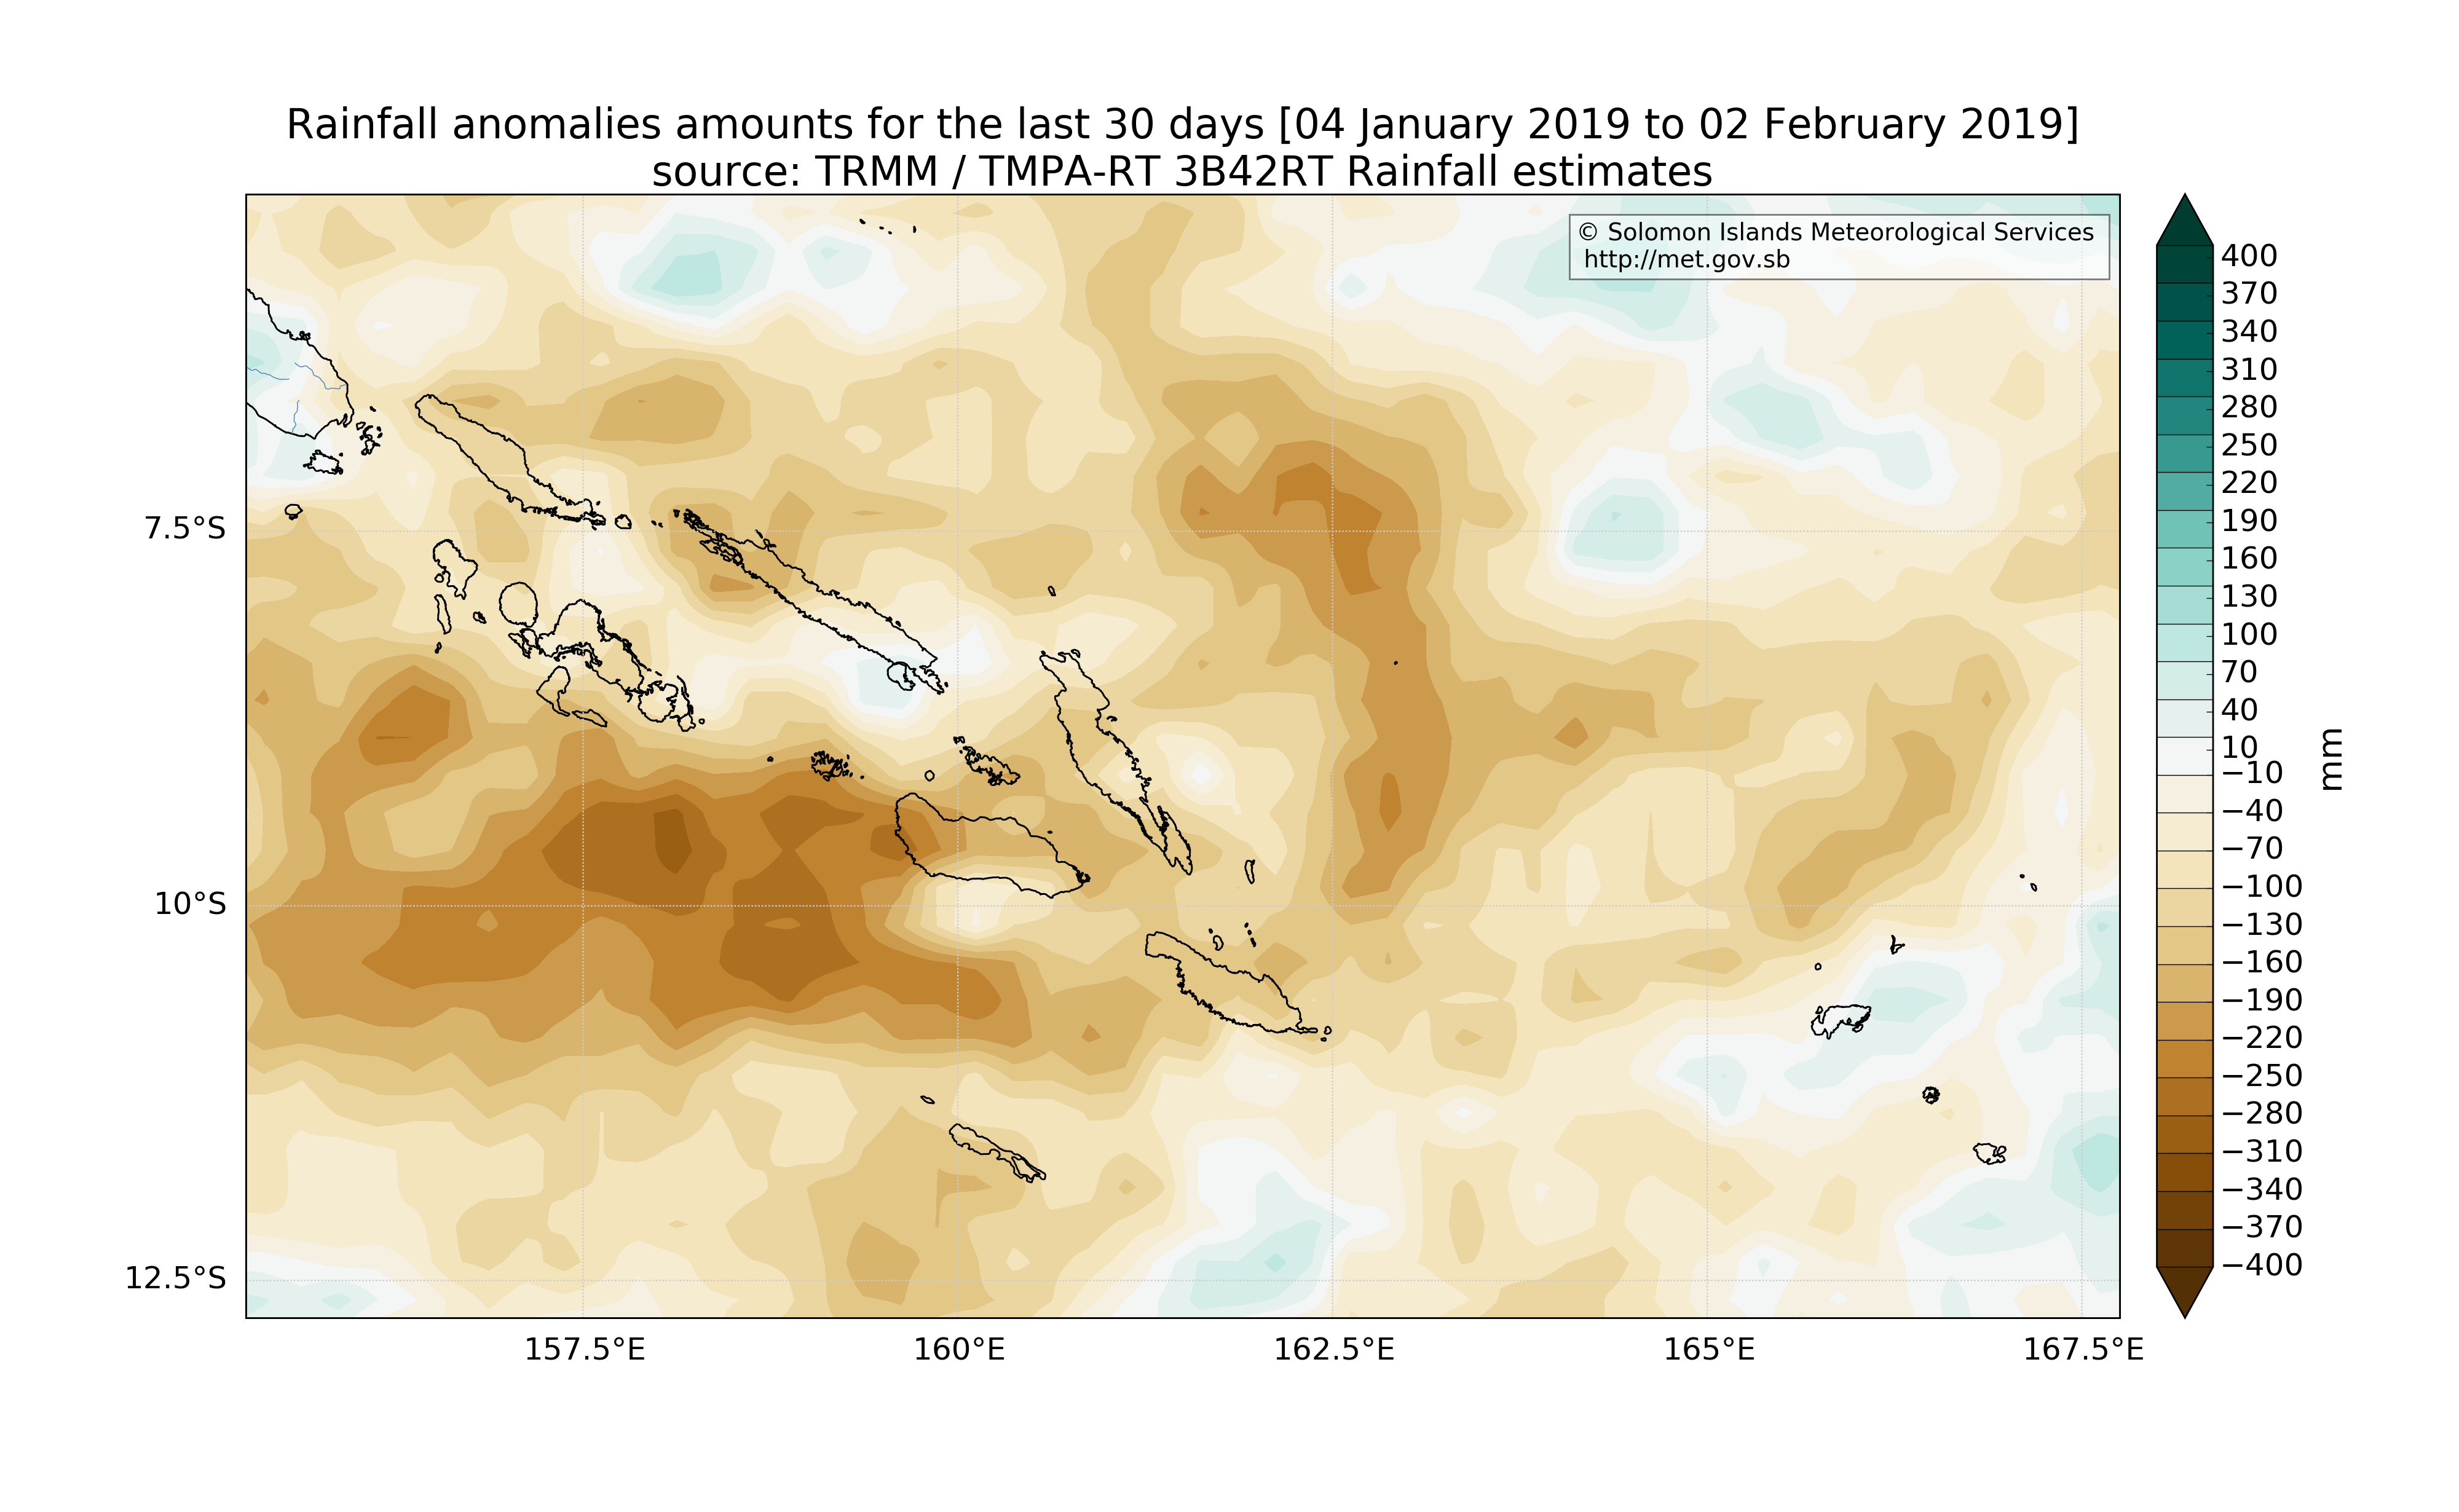 Rainfall anomalies amounts for the last 30 days [04 January 2019 to 02 February 2019]
source: TRMM / TMPA-RT 3B42RT Rainfall estimates
© Solomon Islands Meteorological Services
http://met.gov.sb
7.5°S
10°S
12.5°S
157.5°E
160°E
162.5°E
165°E
167.5°E
400
370
340
310
280
250
220
190
160
130
100
70
40
10
−10
−40
−70
−100
−130
−160
−190
−220
−250
−280
−310
−340
−370
−400
mm